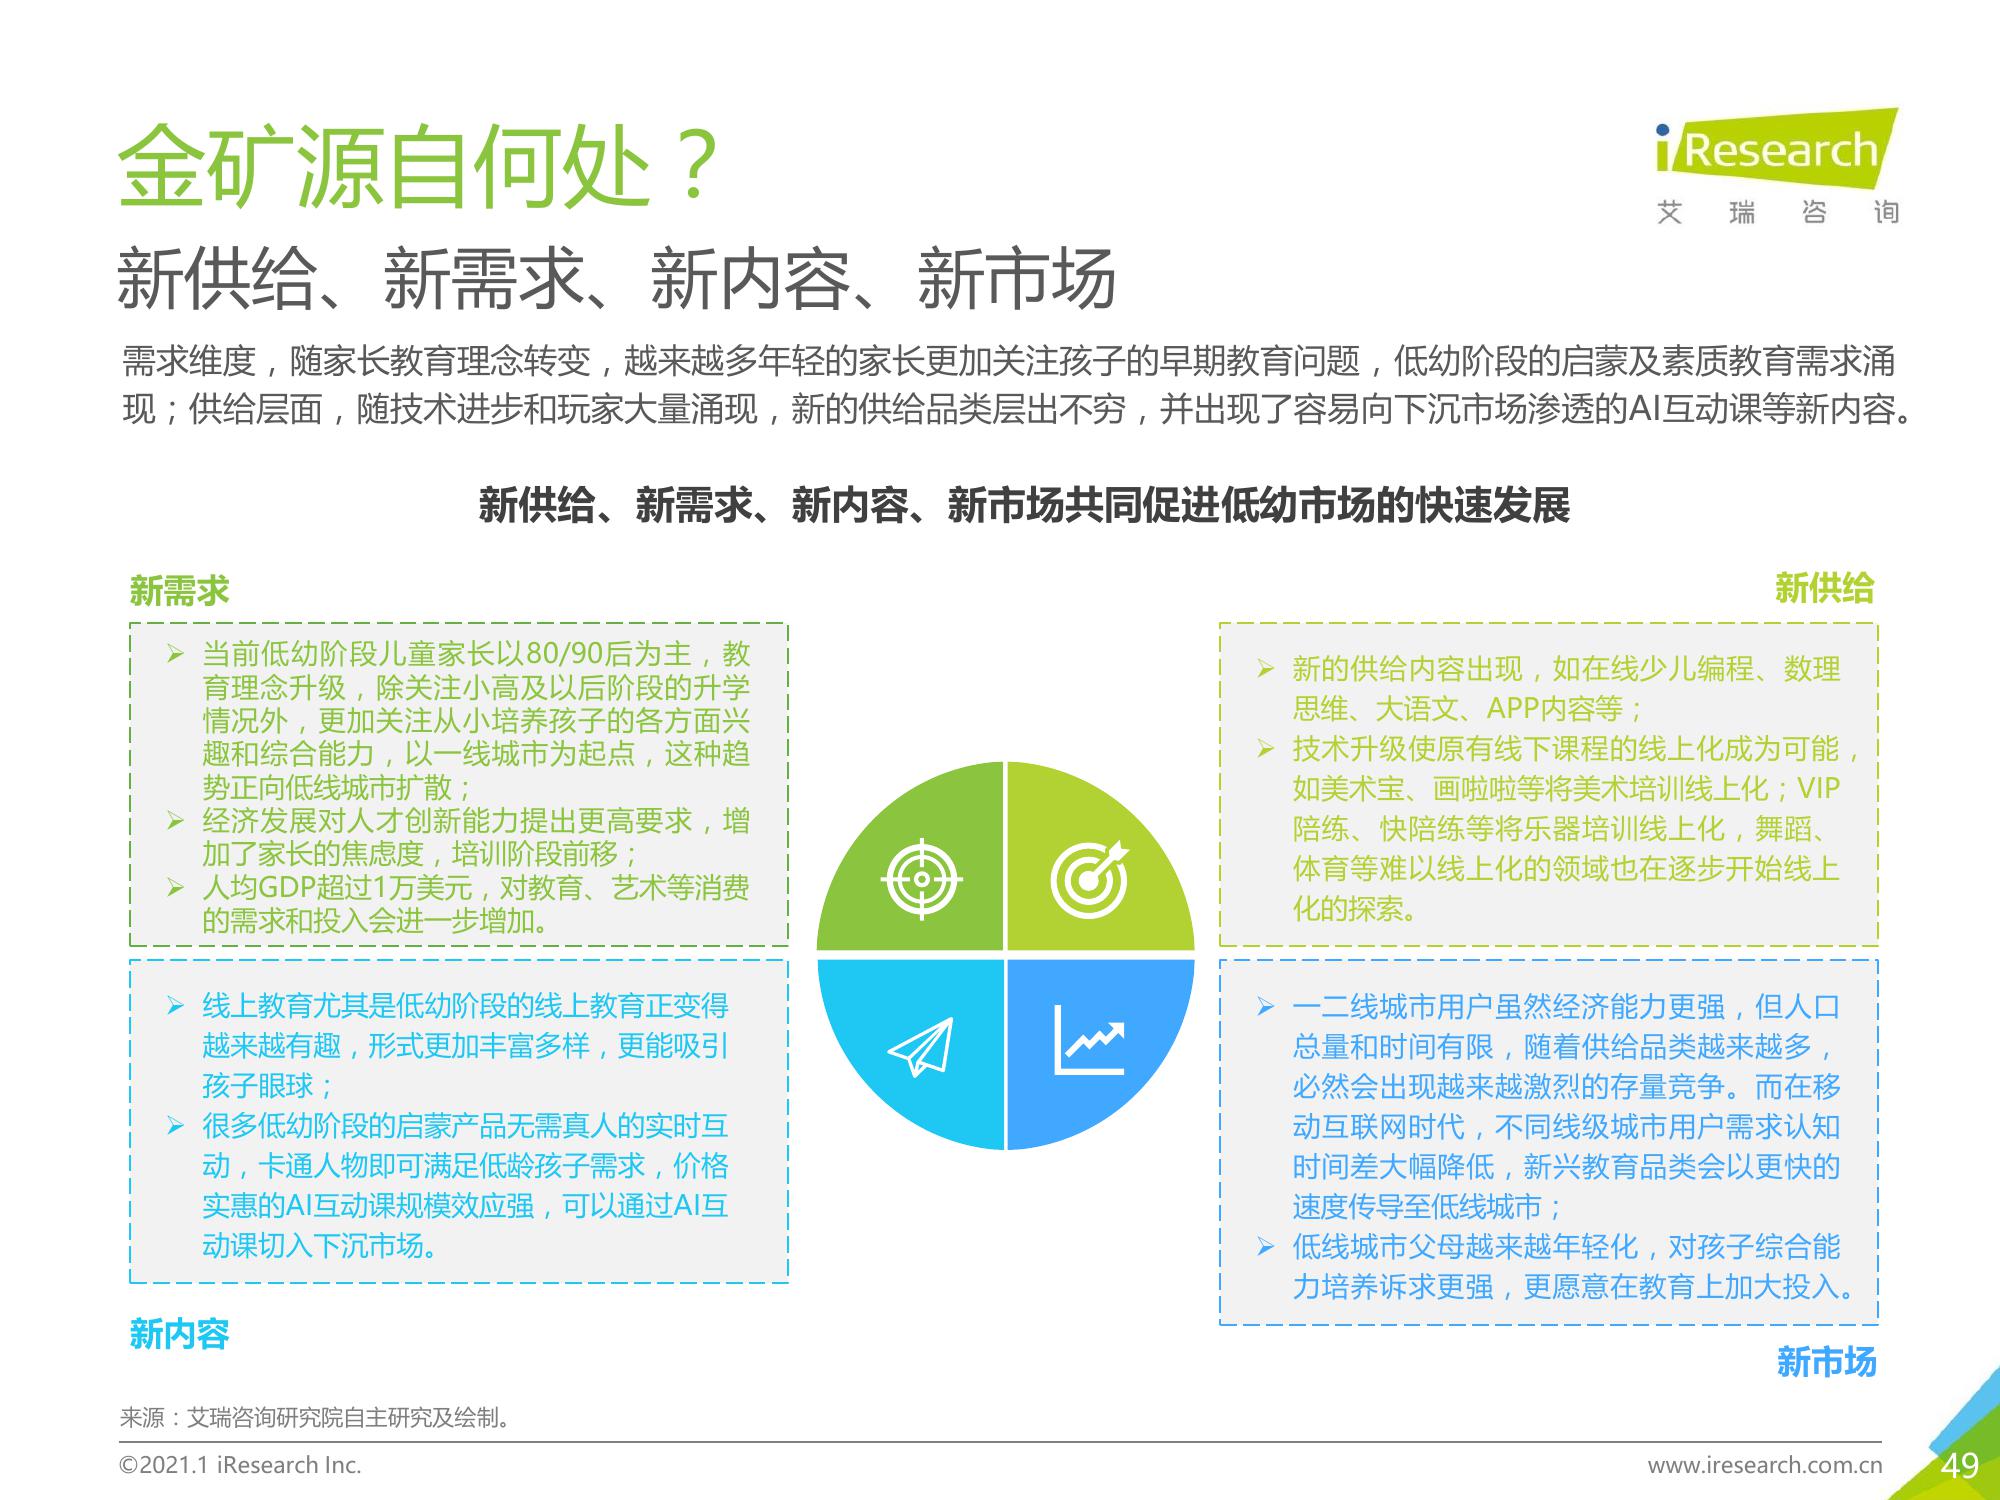 金矿源自何处？
iResearch
艾瑞咨询
新供给、新需求、新内容、新市场
需求维度，随家长教育理念转变，越来越多年轻的家长更加关注孩子的早期教育问题，低幼阶段的启蒙及素质教育需求涌
现；供给层面，随技术进步和玩家大量涌现，新的供给品类层出不穷，并出现了容易向下沉市场渗透的AI互动课等新内容。
新供给、新需求、新内容、新市场共同促进低幼市场的快速发展
新需求
当前低幼阶段儿童家长以80/90后为主，教
育理念升级，除关注小高及以后阶段的升学
情况外，更加关注从小培养孩子的各方面兴
趣和综合能力，以一线城市为起点，这种趋
势正向低线城市扩散；
经济发展对人才创新能力提出更高要求，增
加了家长的焦虑度，培训阶段前移；
人均GDP超过1万美元，对教育、艺术等消费
的需求和投入会进一步增加。
新供给
新的供给内容出现，如在线少儿编程、数理
思维、大语文、APP内容等；
技术升级使原有线下课程的线上化成为可能，
如美术宝、画啦啦等将美术培训线上化；VIP
陪练、快陪练等将乐器培训线上化，舞蹈、
体育等难以线上化的领域也在逐步开始线上
化的探索。
线上教育尤其是低幼阶段的线上教育正变得
越来越有趣，形式更加丰富多样，更能吸引
孩子眼球；
很多低幼阶段的启蒙产品无需真人的实时互
动，卡通人物即可满足低龄孩子需求，价格
实惠的AI互动课规模效应强，可以通过AI互
动课切入下沉市场。
新内容
一二线城市用户虽然经济能力更强，但人口
总量和时间有限，随着供给品类越来越多，
必然会出现越来越激烈的存量竞争。而在移
动互联网时代，不同线级城市用户需求认知
时间差大幅降低，新兴教育品类会以更快的
速度传导至低线城市；
低线城市父母越来越年轻化，对孩子综合能
力培养诉求更强，更愿意在教育上加大投入。
新市场
来源：艾瑞咨询研究院自主研究及绘制。
©2021.1 iResearch Inc.
www.iresearch.com.cn
49